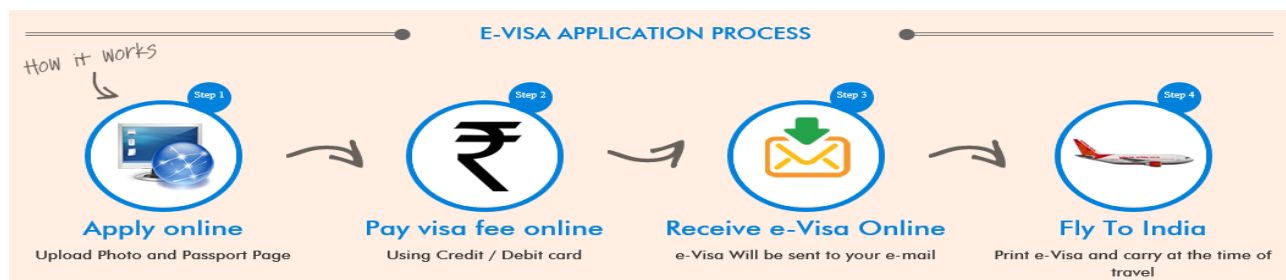 E-VISA APPLICATION PROCESS
How it works
Step 1
Step 2
Step 3
Step 4
Apply online
Upload Photo and Passport Page
Pay visa fee online
Using Credit / Debit card
Receive e-Visa Online
e-Visa Will be sent to your e-mail
Fly To India
Print e-Visa and carry at the time of
travel